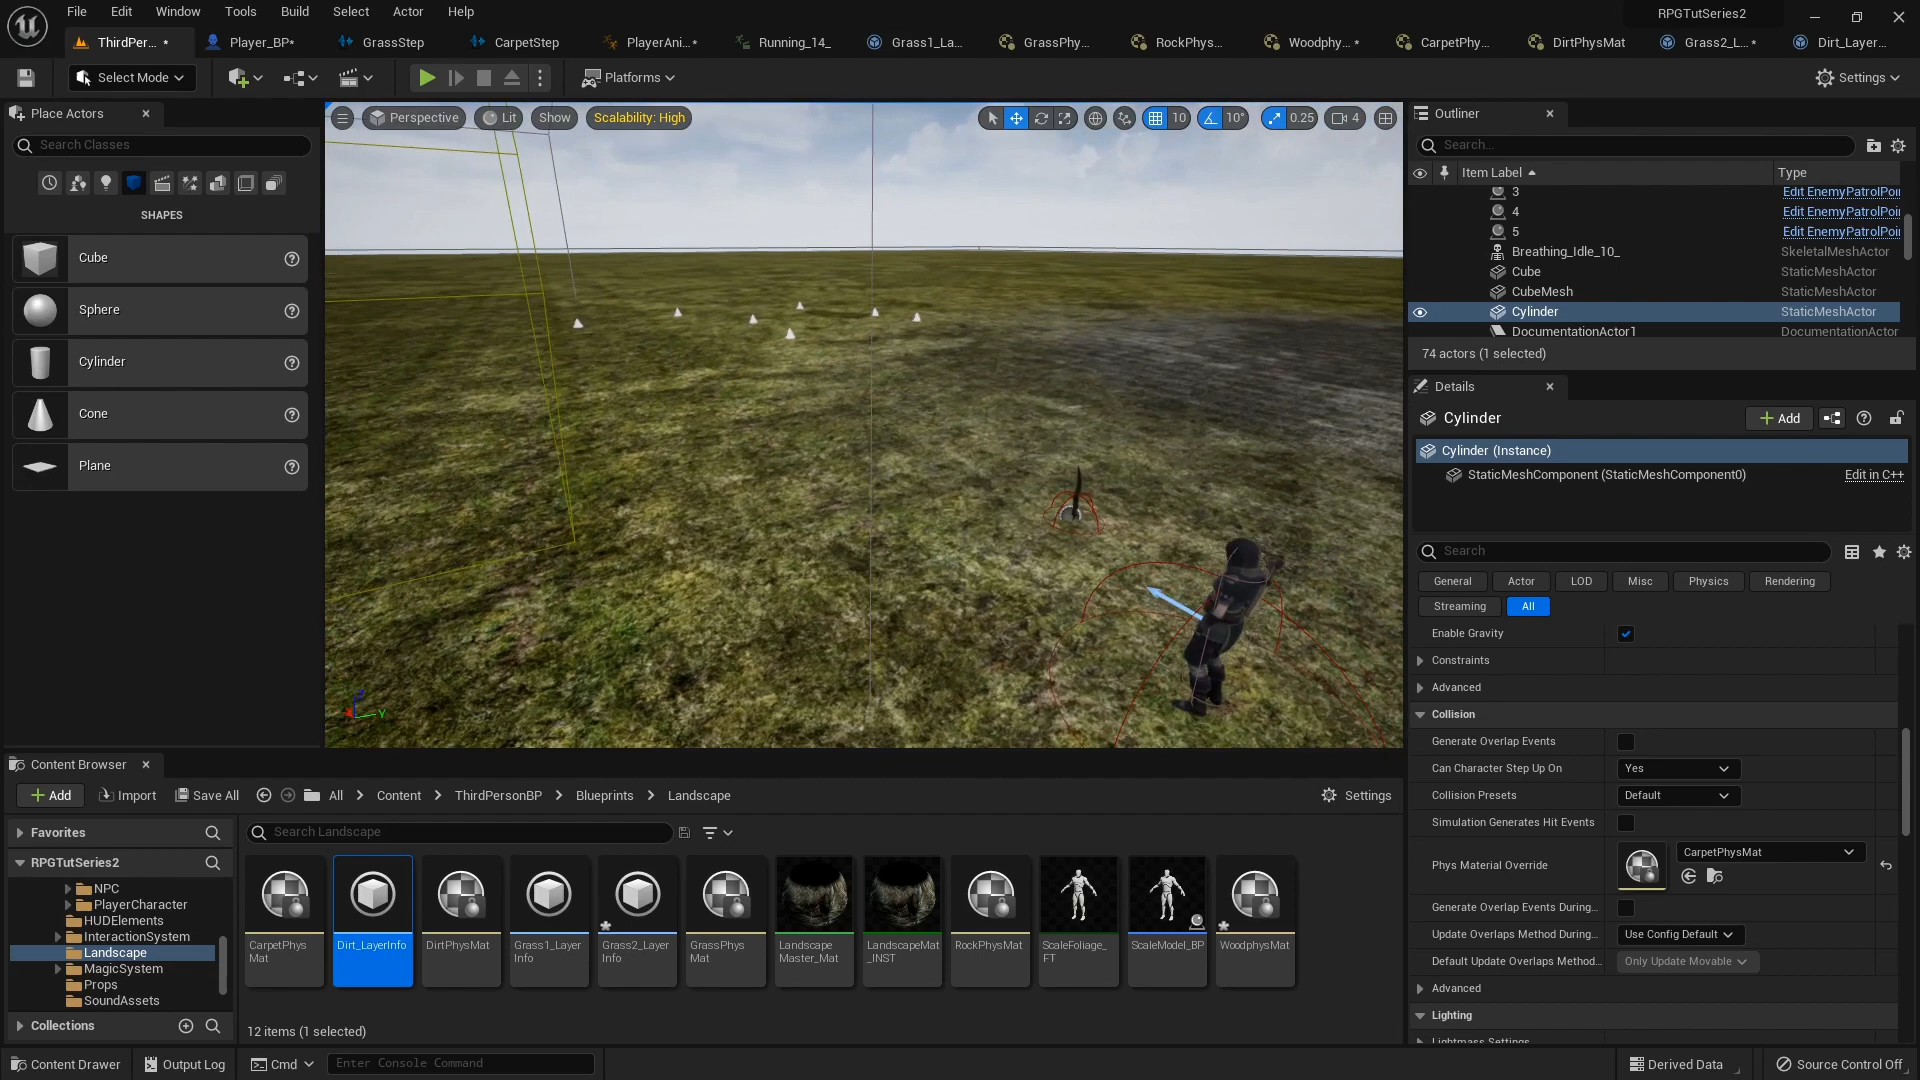 File Edit Window Tools Build Select Actor Help
RPGTutSeries2
ThirdPer... •
Player_BP*
GrassStep
CarpetStep
PlayerAni...*
Running_14_
Grass1_La...
GrassPhy...
RockPhys...
Woodphy...*
CarpetPhy...
DirtPhysMat
Grass2_L...*
Dirt_Layer...
Select Mode
Platforms
Settings
Place Actors
Search Classes
SHAPES
Cube
Sphere
Cylinder
Cone
Plane
Perspective Lit Show Scalability: High
10 10° 0.25 4
Y
Outliner
Search...
Item Label Type
3 Edit EnemyPatrolPoi
4 Edit EnemyPatrolPoi
5 Edit EnemyPatrolPoi
Breathing_Idle_10_ SkeletalMeshActor
Cube StaticMeshActor
CubeMesh StaticMeshActor
Cylinder StaticMeshActor
DocumentationActor1 DocumentationActor
74 actors (1 selected)
Details
Cylinder
Add
Cylinder (Instance)
StaticMeshComponent (StaticMeshComponent0) Edit in C++
Search
General Actor LOD Misc Physics Rendering
Streaming All
Enable Gravity
Constraints
Advanced
Collision
Generate Overlap Events
Can Character Step Up On Yes
Collision Presets Default
Simulation Generates Hit Events
Phys Material Override CarpetPhysMat
Generate Overlap Events During...
Update Overlaps Method During... Use Config Default
Default Update Overlaps Method... Only Update Movable
Advanced
Lighting
Lightmass Settings
Content Browser
Add Import Save All All > Content > ThirdPersonBP > Blueprints > Landscape Settings
Favorites
RPGTutSeries2
NPC
PlayerCharacter
HUDElements
InteractionSystem
Landscape
MagicSystem
Props
SoundAssets
Collections
Search Landscape
CarpetPhys
Mat
Dirt_LayerInfo
DirtPhysMat
Grass1_Layer
Info
Grass2_Layer
Info
GrassPhys
Mat
Landscape
Master_Mat
LandscapeMat
_INST
RockPhysMat
ScaleFoliage_
FT
ScaleModel_BP
WoodphysMat
12 items (1 selected)
Content Drawer Output Log Cmd Enter Console Command Derived Data Source Control Off